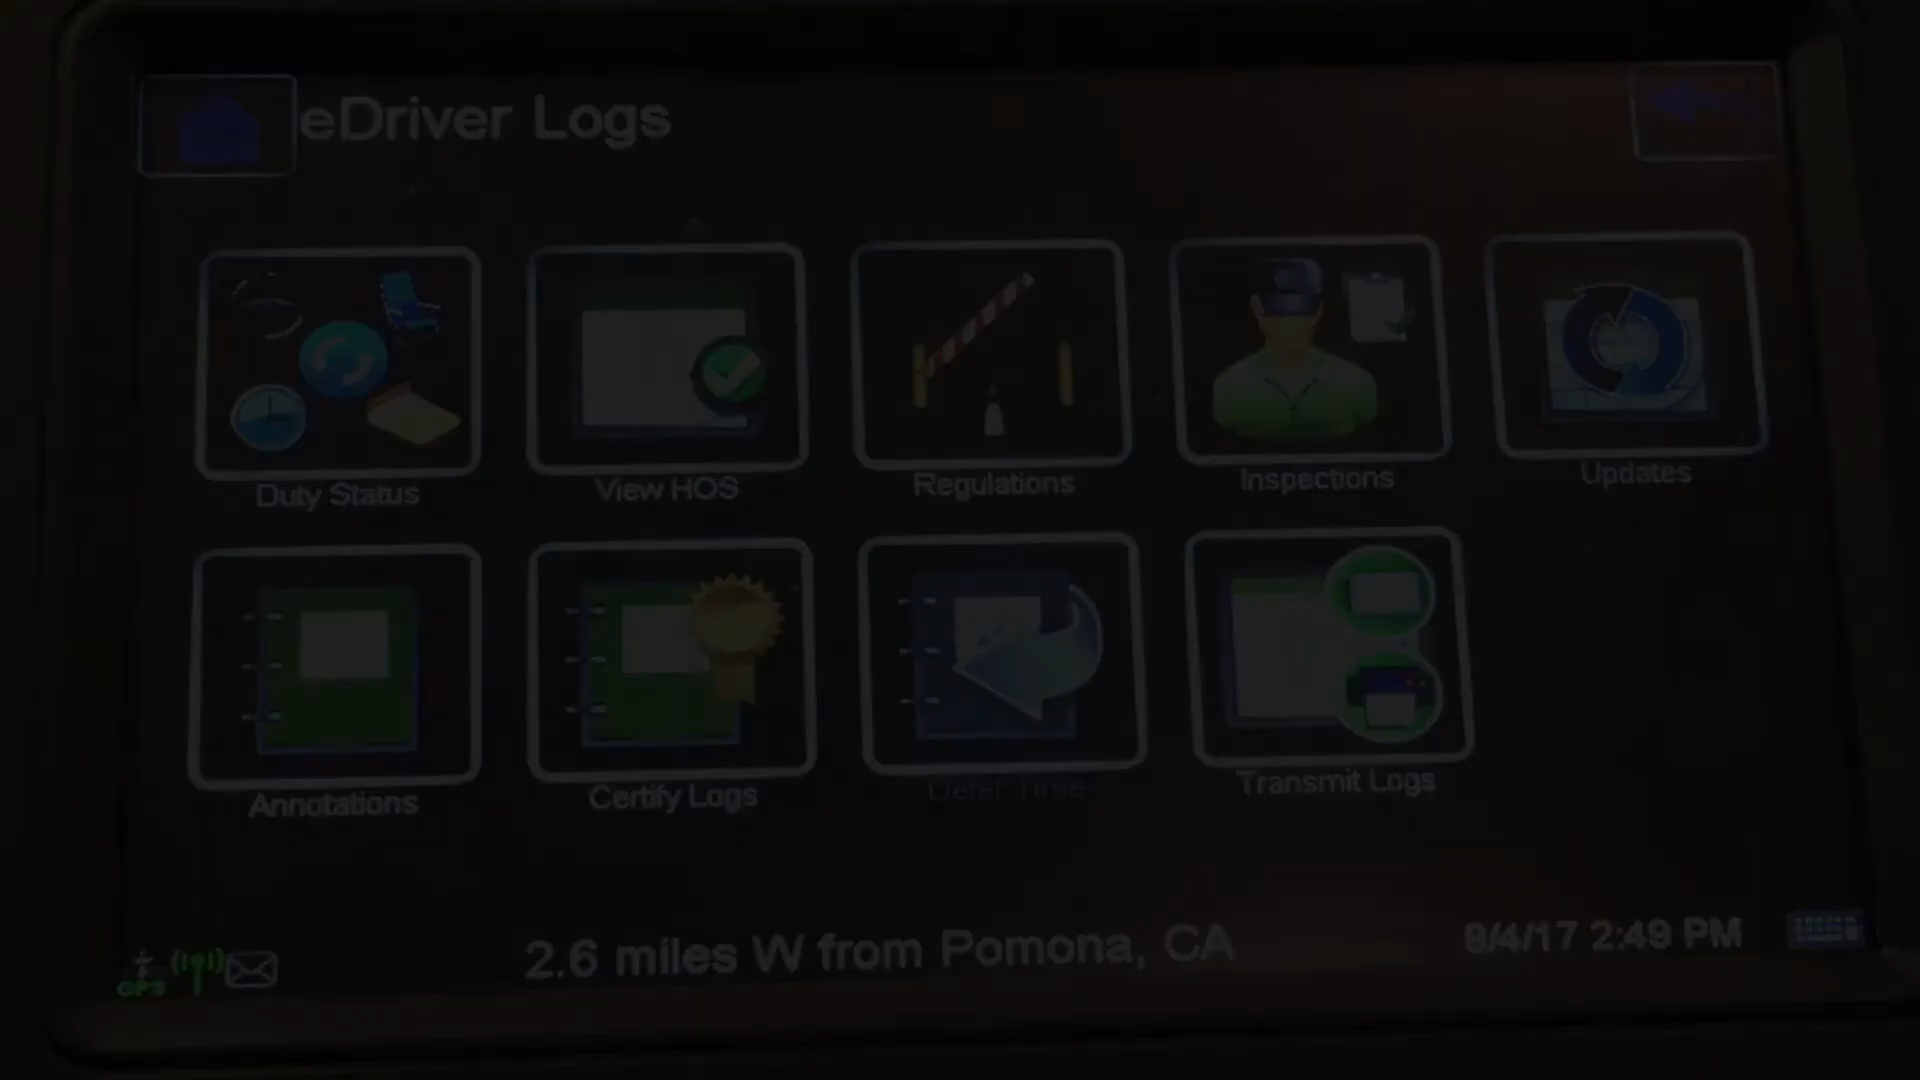 eDriver Logs
Duty Status
View HOS
Regulations
Inspections
Updates
Annotations
Certify Logs
Defer Time
Transmit Logs
GPS
2.6 miles W from Pomona, CA
8/4/17 2:49 PM